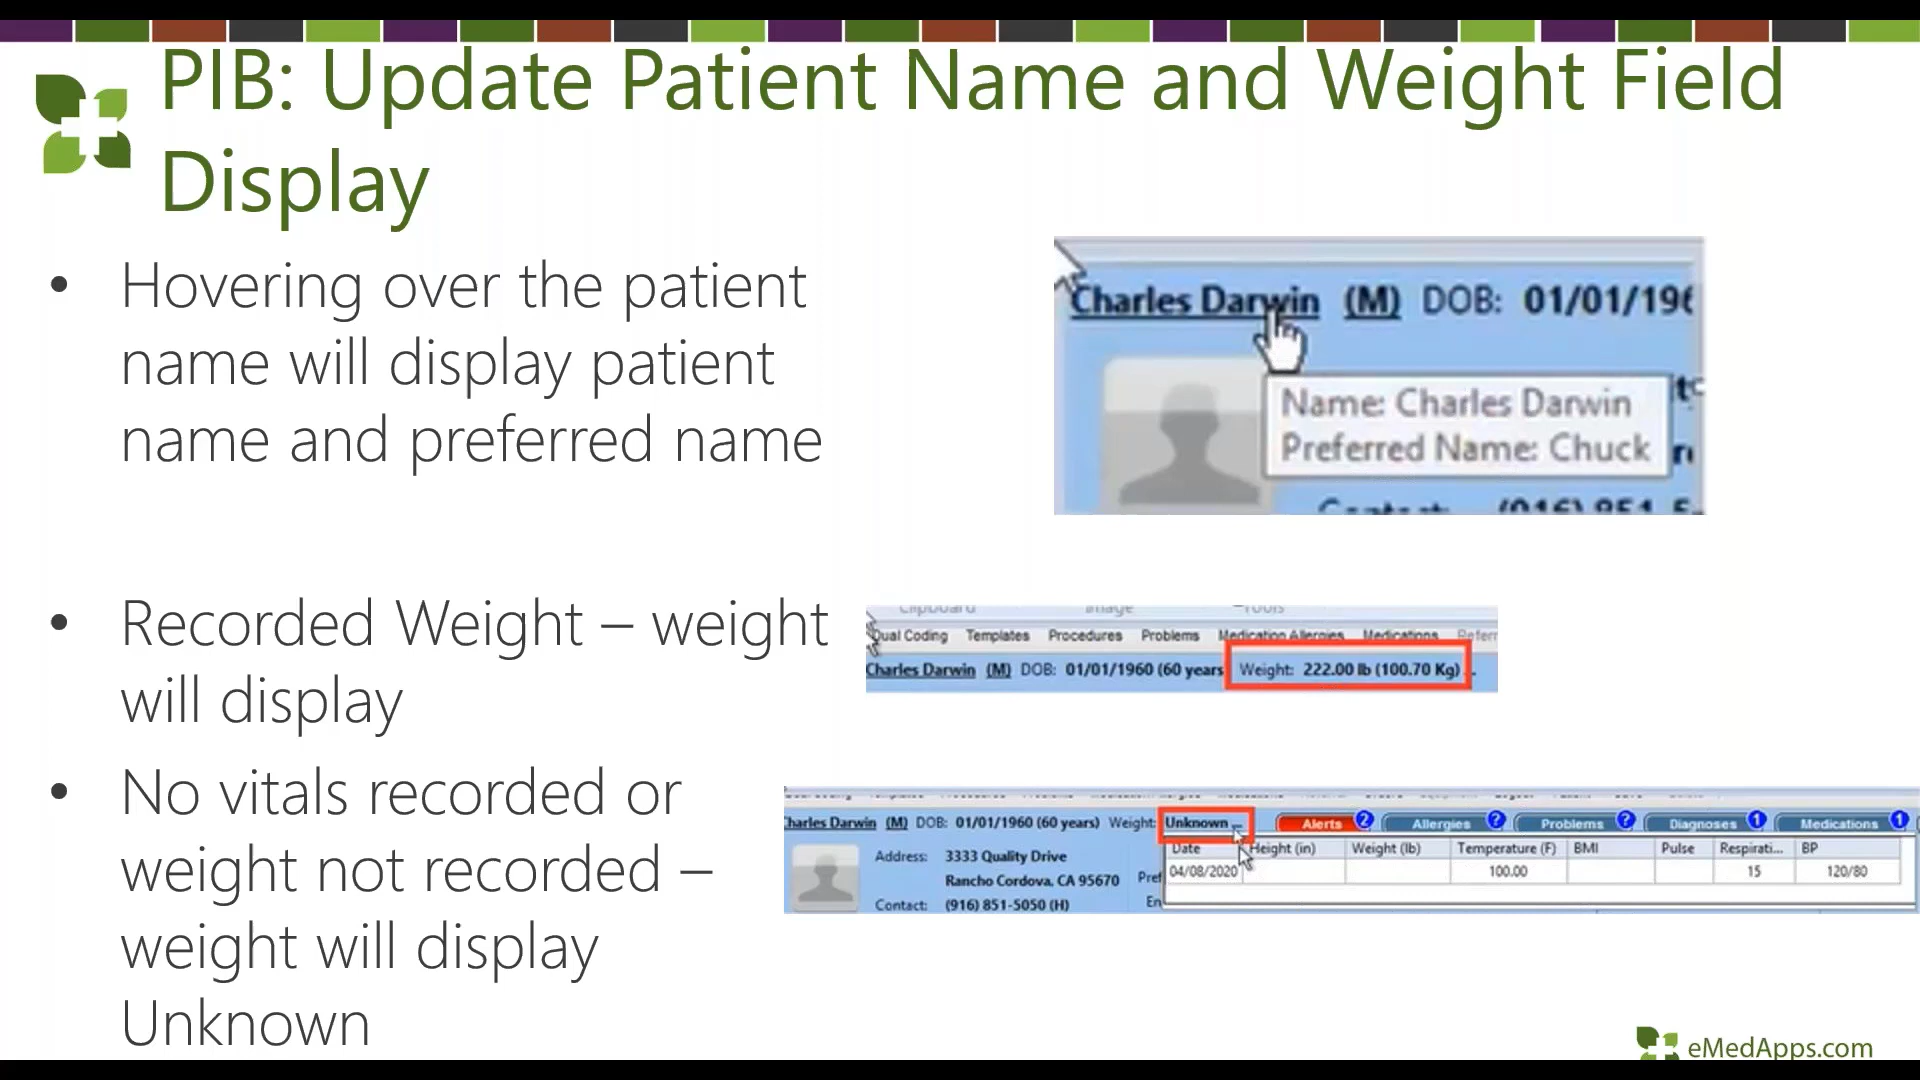 PIB: Update Patient Name and Weight Field
Display
• Hovering over the patient
name will display patient
name and preferred name
Charles Darwin (M) DOB: 01/01/196
Name: Charles Darwin
Preferred Name: Chuck
• Recorded Weight – weight
will display
Clipboard Image Tools
Dual Coding Templates Procedures Problems Medication Allergies Medications Referr
Charles Darwin (M) DOB: 01/01/1960 (60 years Weight: 222.00 lb (100.70 Kg) ...
• No vitals recorded or
weight not recorded –
weight will display
Unknown
Charles Darwin (M) DOB: 01/01/1960 (60 years) Weight: Unknown ... Alerts 2 Allergies ? Problems ? Diagnoses 1 Medications 1
Date Height (in) Weight (lb) Temperature (F) BMI Pulse Respirati... BP
Address: 3333 Quality Drive
04/08/2020 100.00 15 120/80
Rancho Cordova, CA 95670 Pref
Contact: (916) 851-5050 (H) En
eMedApps.com